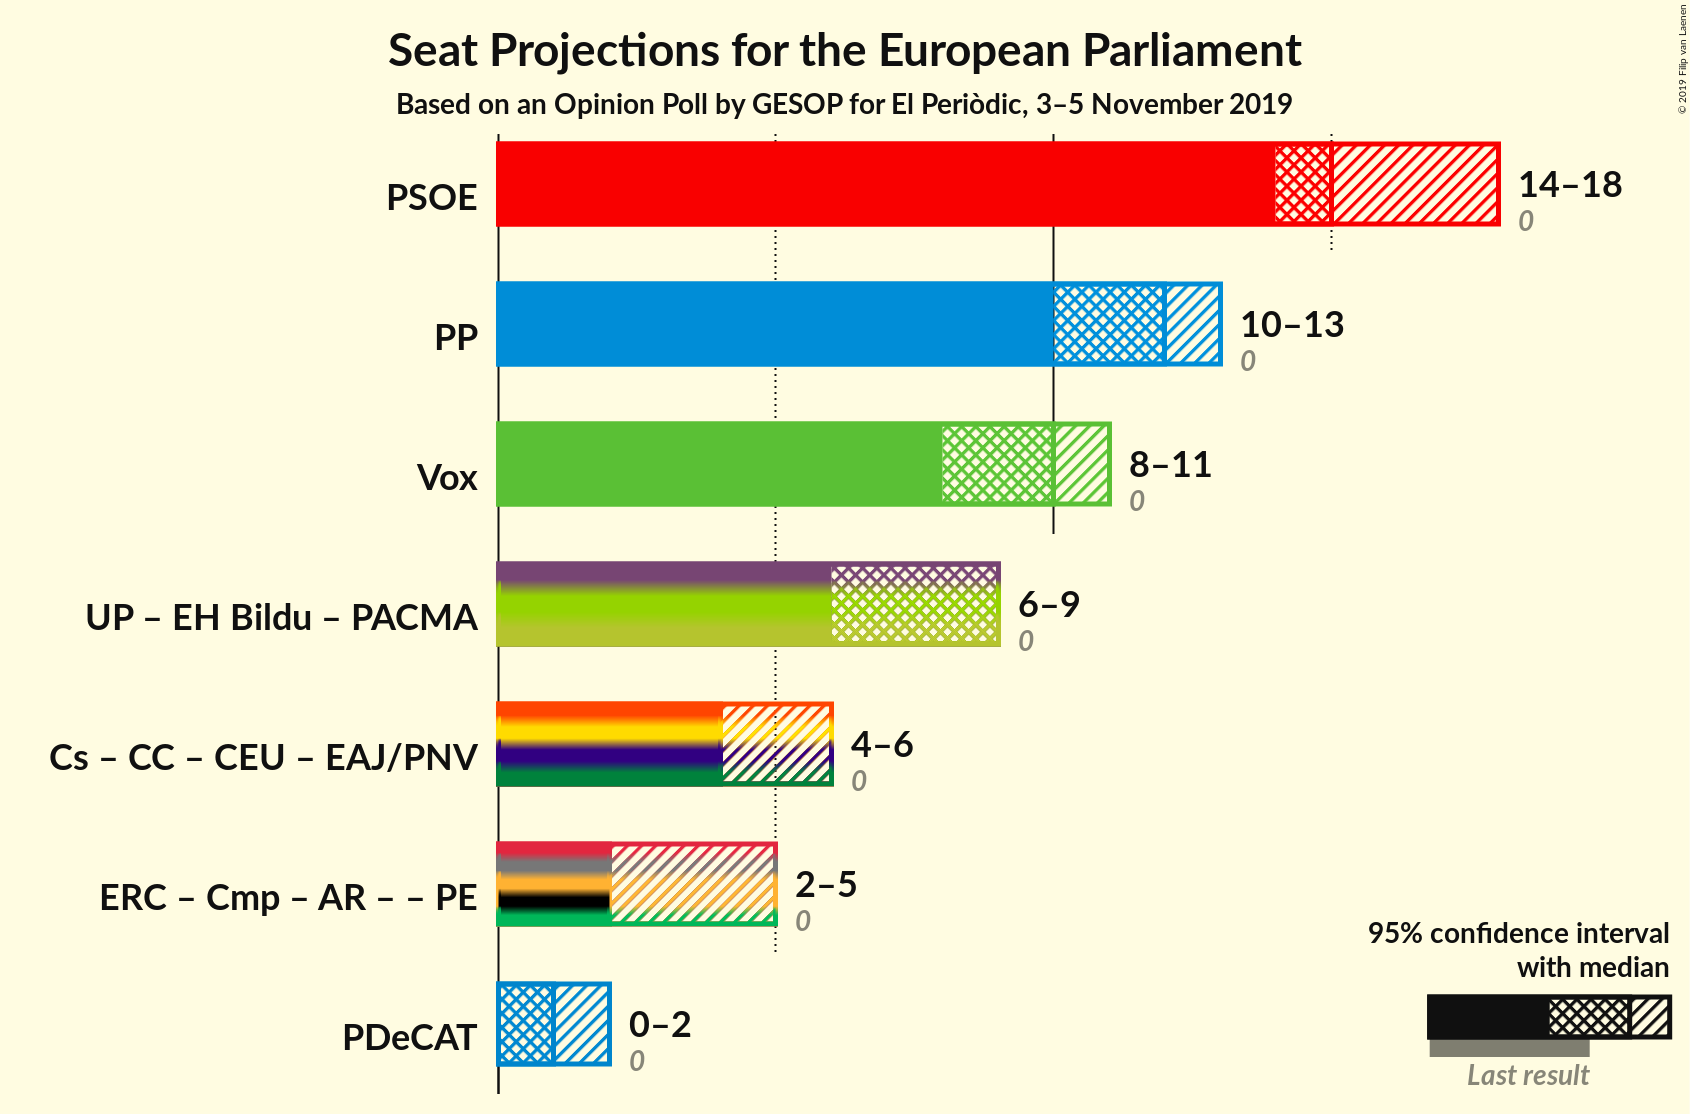 Seat Projections for the European Parliament
Based on an Opinion Poll by GESOP for El Periòdic, 3–5 November 2019
© 2019 Filip van Laenen
PSOE
14–18
0
PP
10–13
0
Vox
8–11
0
UP – EH Bildu – PACMA
6–9
0
Cs – CC – CEU – EAJ/PNV
4–6
0
ERC – Cmp – AR – – PE
2–5
0
PDeCAT
0–2
0
95% confidence interval
with median
Last result